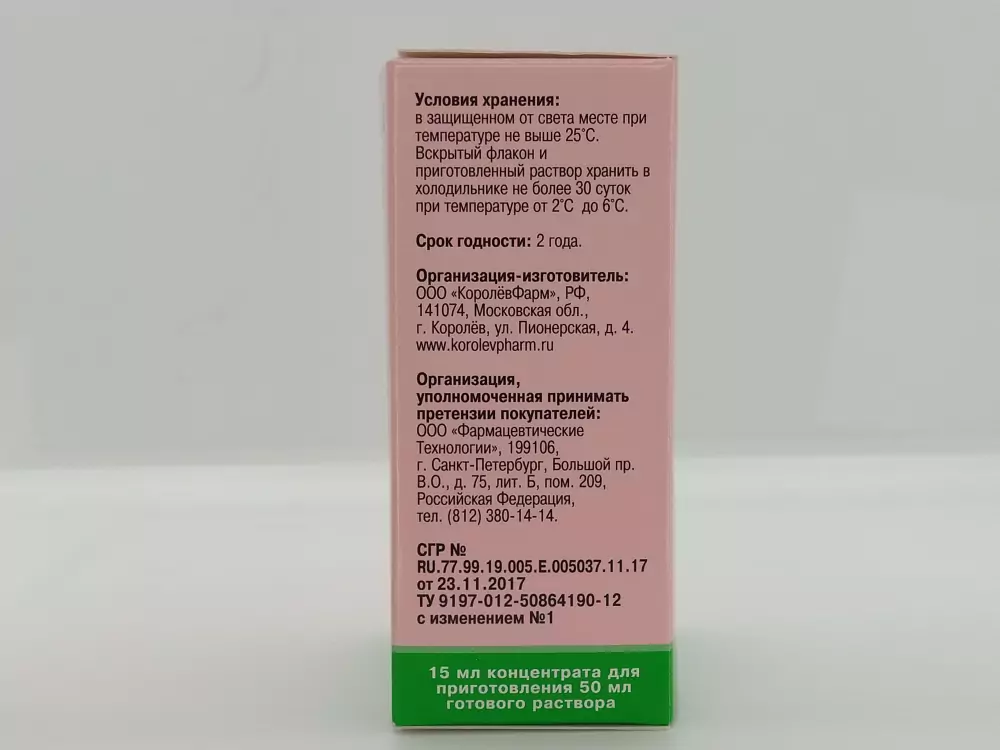 Условия хранения:
в защищенном от света месте при
температуре не выше 25°С.
Вскрытый флакон и
приготовленный раствор хранить в
холодильнике не более 30 суток
при температуре от 2°С до 6°С.
Срок годности: 2 года.
Организация-изготовитель:
ООО «КоролёвФарм», РФ,
141074, Московская обл.,
г. Королёв, ул. Пионерская, д. 4.
www.korolevpharm.ru
Организация,
уполномоченная принимать
претензии покупателей:
ООО «Фармацевтические
Технологии», 199106,
г. Санкт-Петербург, Большой пр.
В.О., д. 75, лит. Б, пом. 209,
Российская Федерация,
тел. (812) 380-14-14.
СГР №
RU.77.99.19.005.Е.005037.11.17
от 23.11.2017
ТУ 9197-012-50864190-12
с изменением №1
15 мл концентрата для
приготовления 50 мл
готового раствора